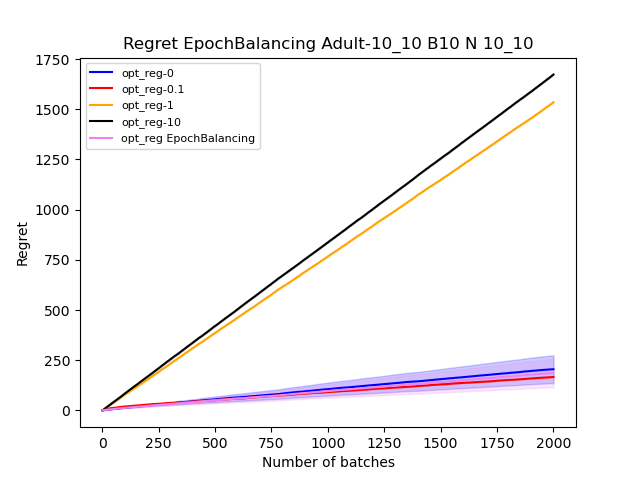 Regret EpochBalancing Adult-10_10 B10 N 10_10
1750
1500
1250
1000
750
500
250
0
Regret
opt_reg-0
opt_reg-0.1
opt_reg-1
opt_reg-10
opt_reg EpochBalancing
0 250 500 750 1000 1250 1500 1750 2000
Number of batches